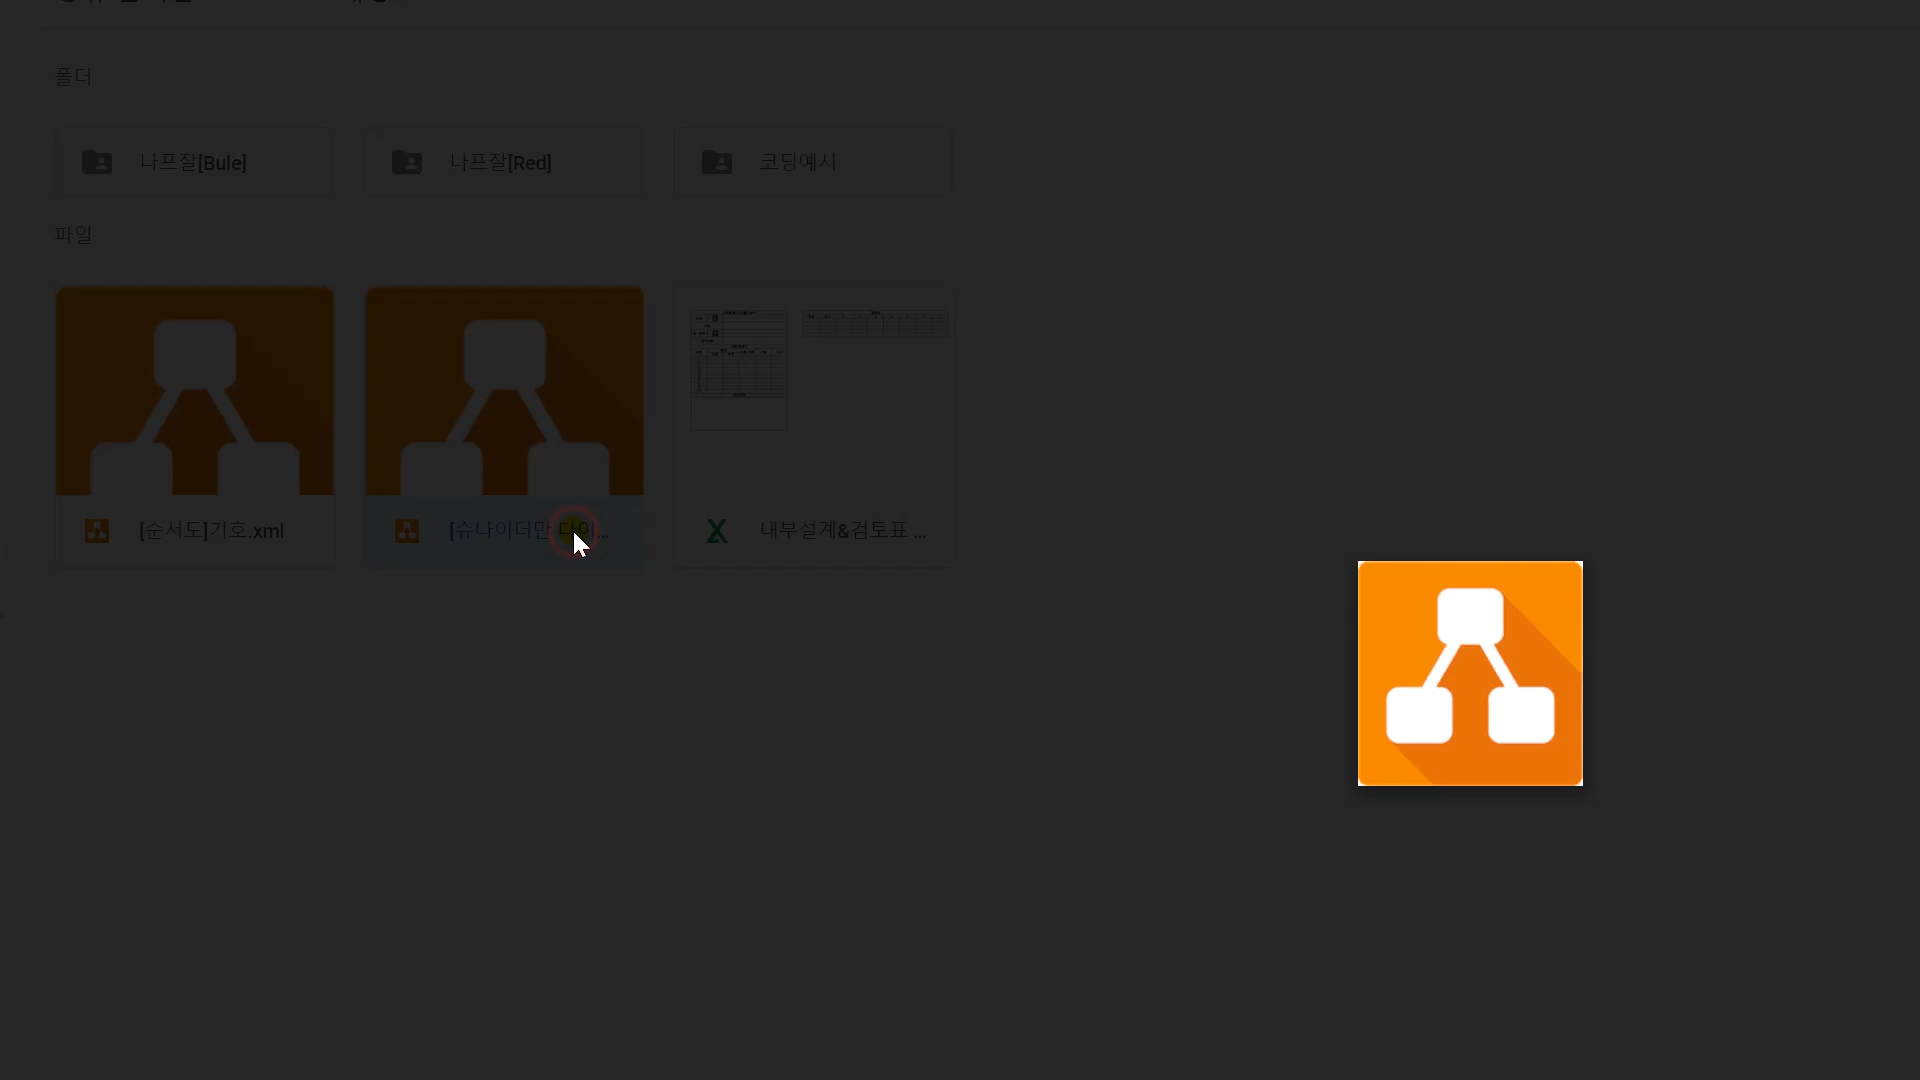 폴더
나프잘[Bule]
나프잘[Red]
코딩예시
파일
[순서도]기호.xml
[슈나이더만 다이...
내부설계&검토표 ...